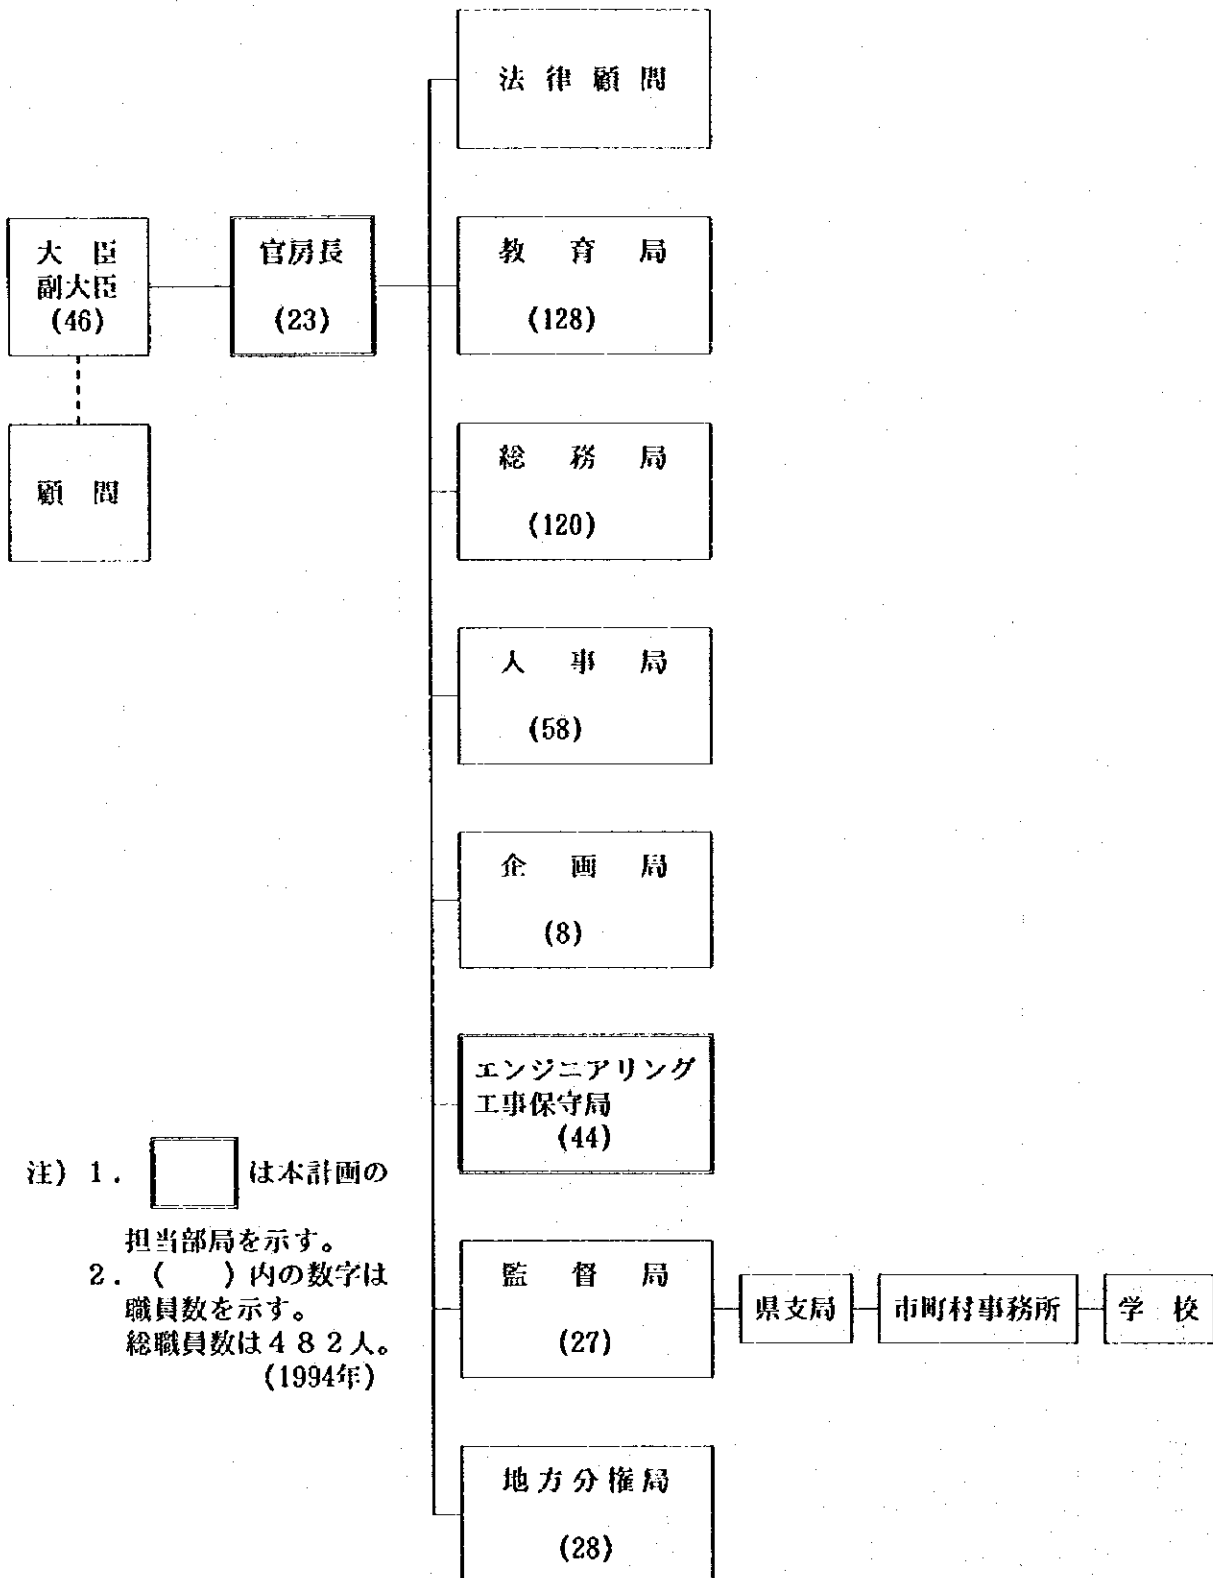 法律顧問
大臣
副大臣
(46)
官房長
(23)
教育局
(128)
顧問
総務局
(120)
人事局
(58)
企画局
(8)
エンジニアリング
工事保守局
(44)
注) 1. は本計画の
担当部局を示す。
2. ( )内の数字は
職員数を示す。
総職員数は482人。
(1994年)
監督局
(27)
県支局
市町村事務所
学校
地方分権局
(28)